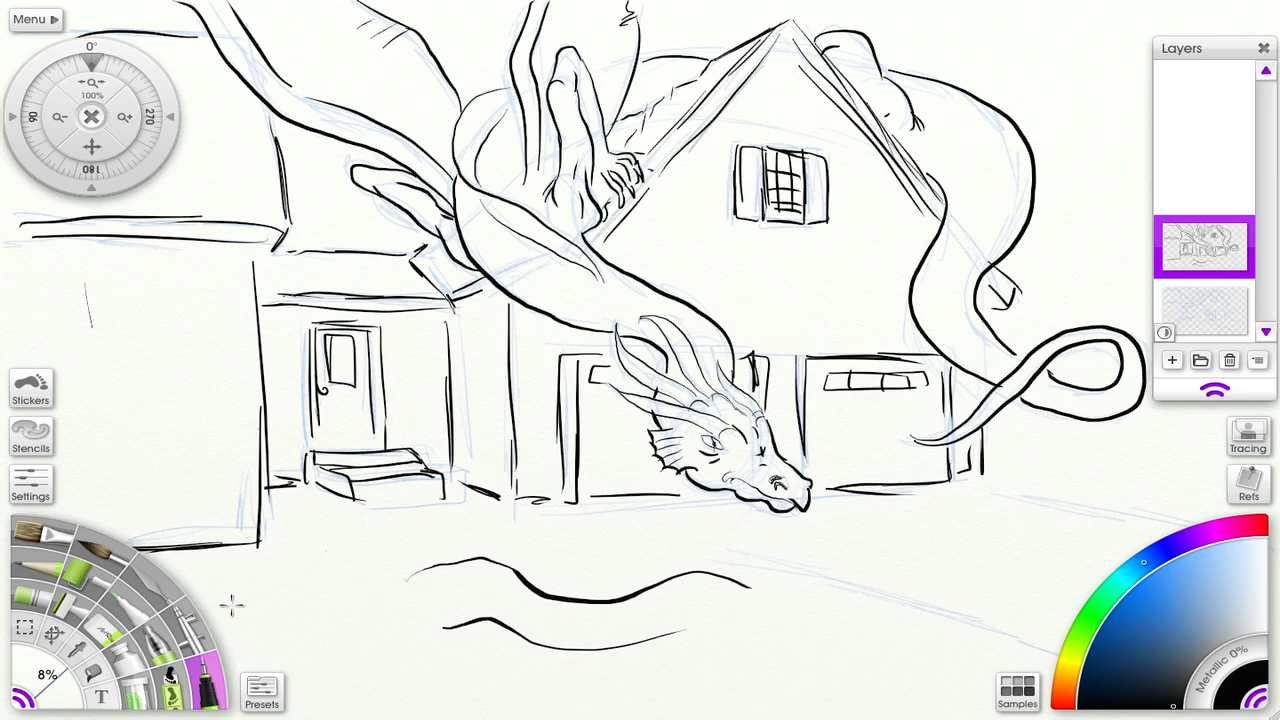 Menu
0°
100%
90
270
180
Layers
Stickers
Stencils
Settings
Tracing
Refs
8%
T
Presets
Samples
Metallic 0%